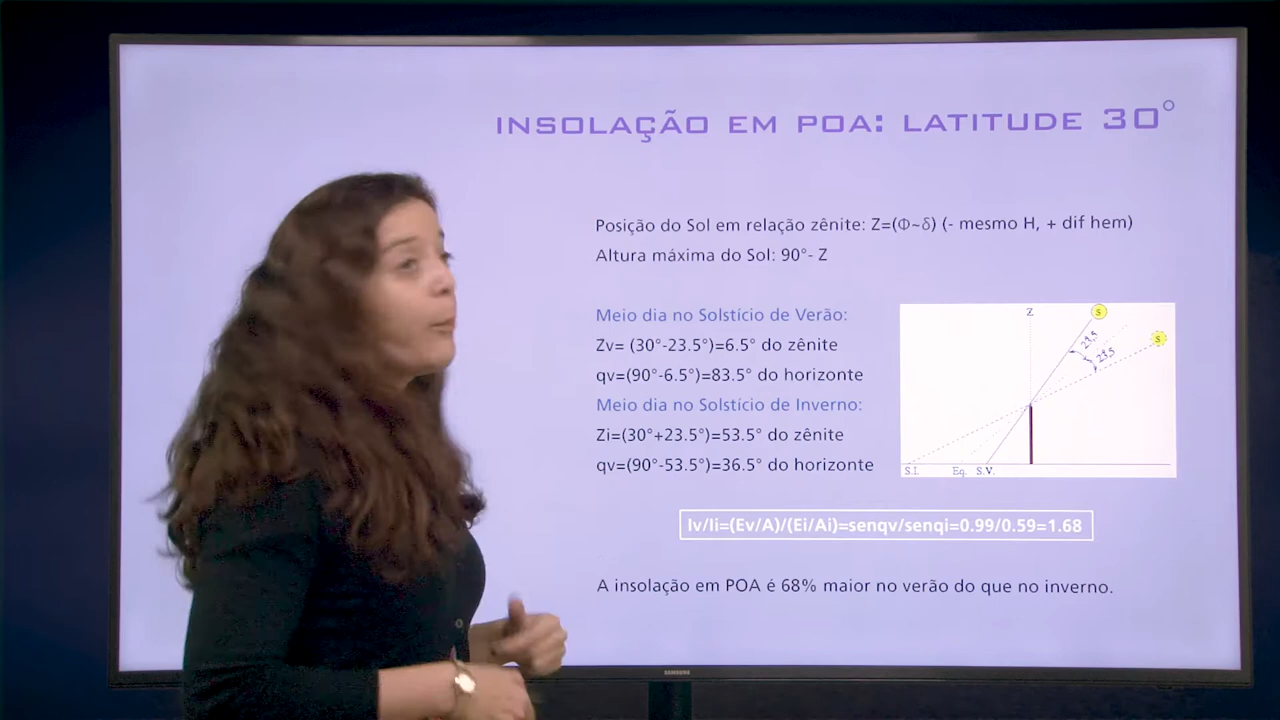 INSOLAÇÃO EM POA: LATITUDE 30°
Posição do Sol em relação zênite: Z=(Φ~δ) (- mesmo H, + dif hem)
Altura máxima do Sol: 90°- Z
Meio dia no Solstício de Verão:
Zv= (30°-23.5°)=6.5° do zênite
qv=(90°-6.5°)=83.5° do horizonte
Meio dia no Solstício de Inverno:
Zi=(30°+23.5°)=53.5° do zênite
qv=(90°-53.5°)=36.5° do horizonte
Z
S
S
23,5
23,5
S.I. Eq. S.V.
Iv/Ii=(Ev/A)/(Ei/Ai)=senqv/senqi=0.99/0.59=1.68
A insolação em POA é 68% maior no verão do que no inverno.
SAMSUNG